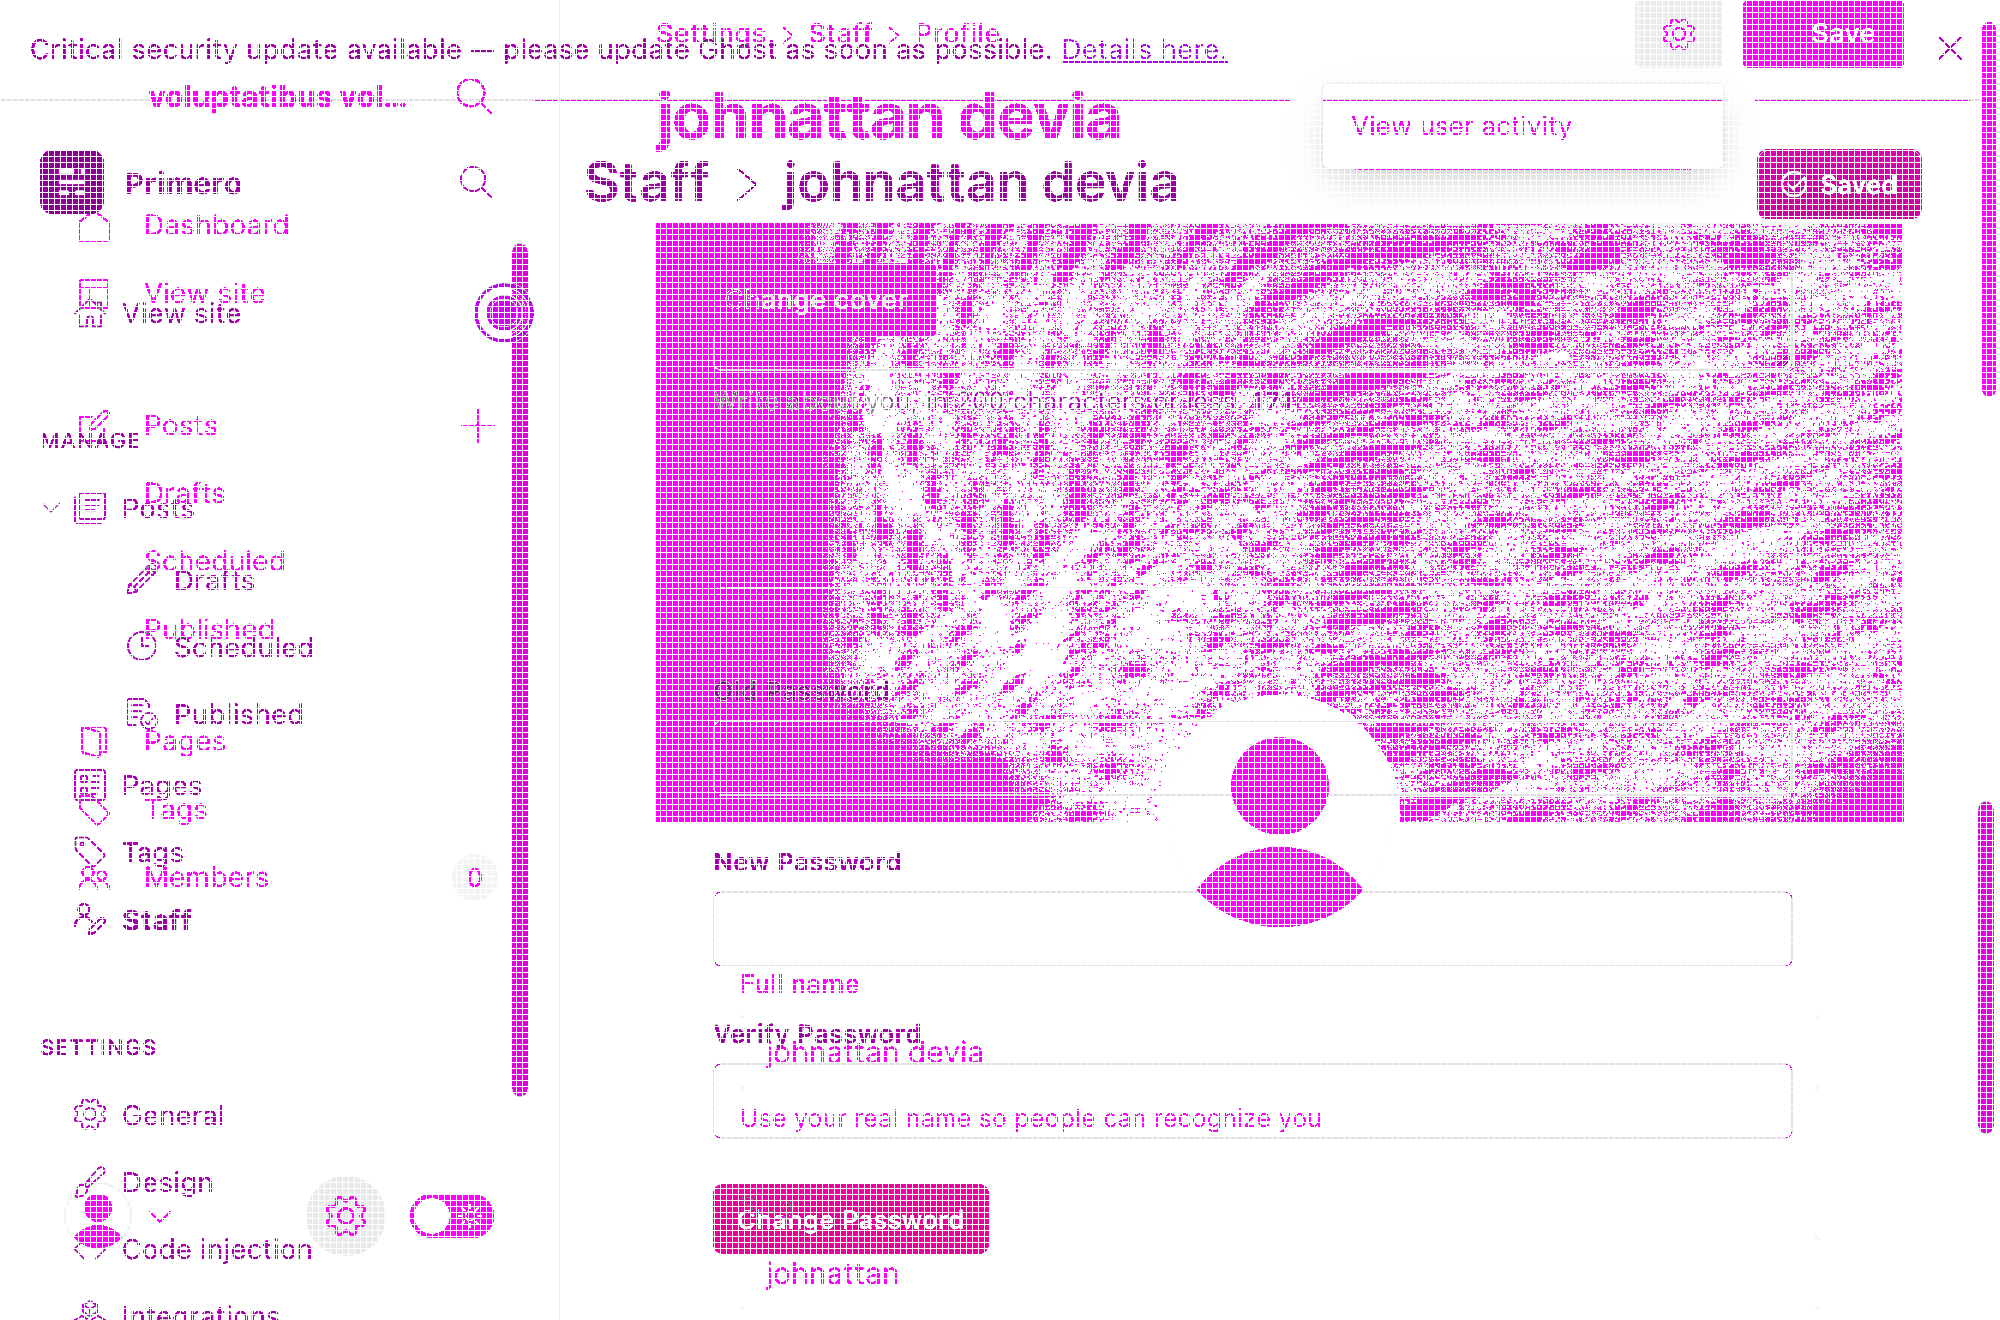 Settings > Staff > Profile
Save
Critical security update available — please update Ghost as soon as possible. Details here.
voluptatibus vol...
johnattan devia
View user activity
Primero
Staff > johnattan devia
Saved
Dashboard
View site
View site
Change cover
you, in 200 characters or less. 171
Posts
MANAGE
Drafts
Posts
Scheduled
Drafts
Published
Scheduled
Old Password
Published
Pages
Pages
Tags
Tags
New Password
Members
0
Staff
Full name
Verify Password
johnattan devia
SETTINGS
General
Use your real name so people can recognize you
Design
Change Password
Code injection
johnattan
Integrations